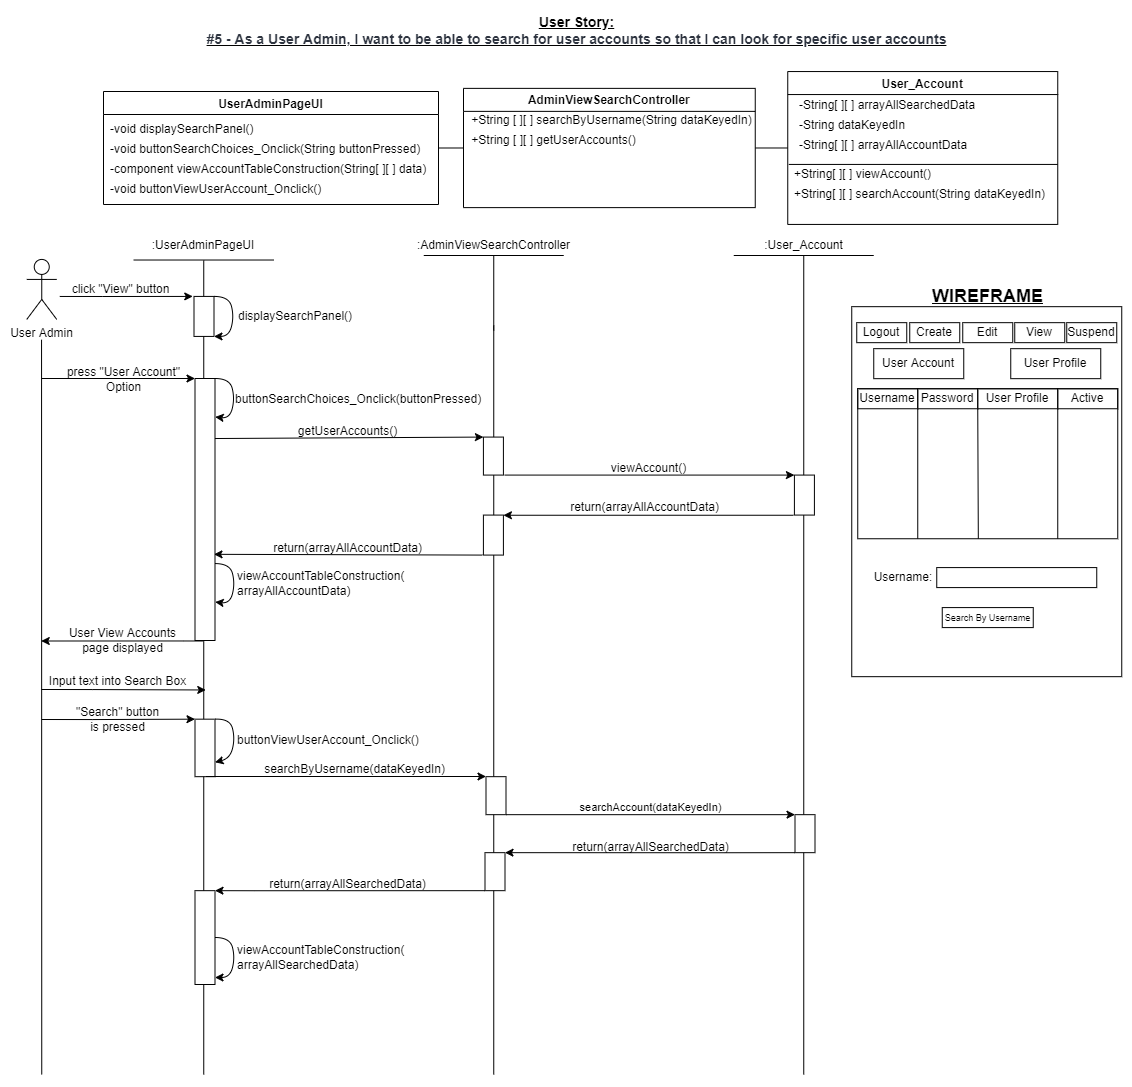 User Story:
#5 - As a User Admin, I want to be able to search for user accounts so that I can look for specific user accounts
UserAdminPageUI
-void displaySearchPanel()
-void buttonSearchChoices_Onclick(String buttonPressed)
-component viewAccountTableConstruction(String[ ][ ] data)
-void buttonViewUserAccount_Onclick()
AdminViewSearchController
+String [ ][ ] searchByUsername(String dataKeyedIn)
+String [ ][ ] getUserAccounts()
User_Account
-String[ ][ ] arrayAllSearchedData
-String dataKeyedIn
-String[ ][ ] arrayAllAccountData
+String[ ][ ] viewAccount()
+String[ ][ ] searchAccount(String dataKeyedIn)
:UserAdminPageUI
:AdminViewSearchController
:User_Account
User Admin
click "View" button
displaySearchPanel()
press "User Account"
Option
buttonSearchChoices_Onclick(buttonPressed)
getUserAccounts()
viewAccount()
return(arrayAllAccountData)
return(arrayAllAccountData)
viewAccountTableConstruction(
arrayAllAccountData)
User View Accounts
page displayed
Input text into Search Box
"Search" button
is pressed
buttonViewUserAccount_Onclick()
searchByUsername(dataKeyedIn)
searchAccount(dataKeyedIn)
return(arrayAllSearchedData)
return(arrayAllSearchedData)
viewAccountTableConstruction(
arrayAllSearchedData)
WIREFRAME
Logout Create Edit View Suspend
User Account User Profile
Username Password User Profile Active
Username:
Search By Username